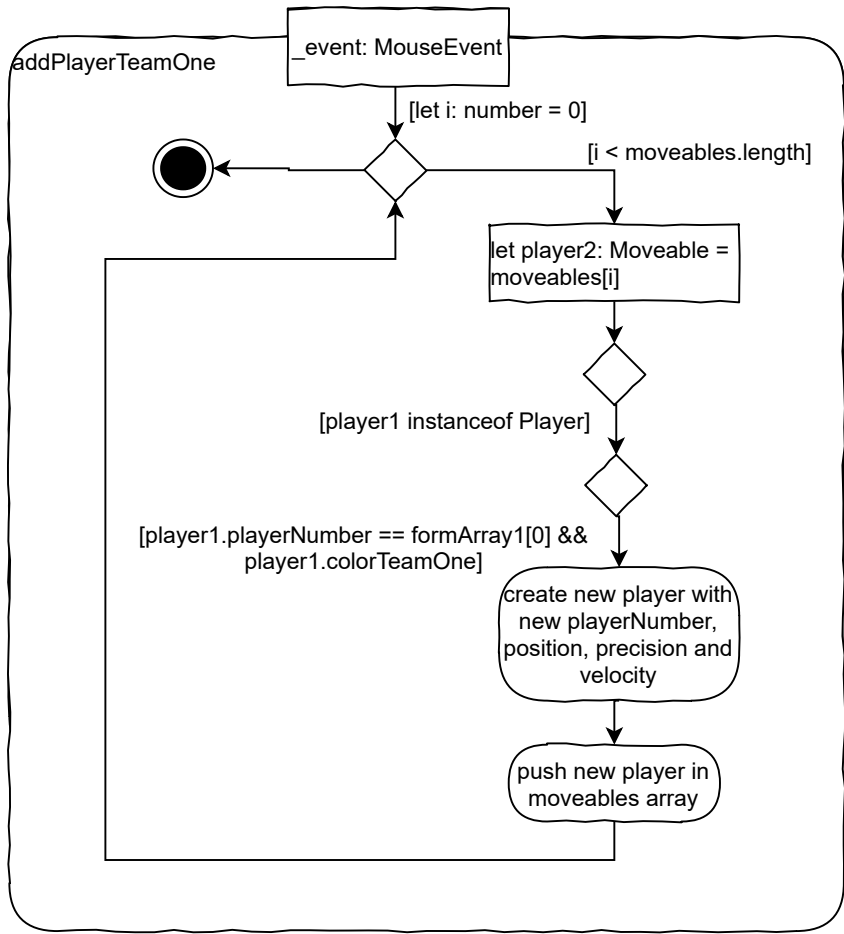 _event: MouseEvent
addPlayerTeamOne
[let i: number = 0]
[i < moveables.length]
let player2: Moveable =
moveables[i]
[player1 instanceof Player]
[player1.playerNumber == formArray1[0] &&
player1.colorTeamOne]
create new player with
new playerNumber,
position, precision and
velocity
push new player in
moveables array